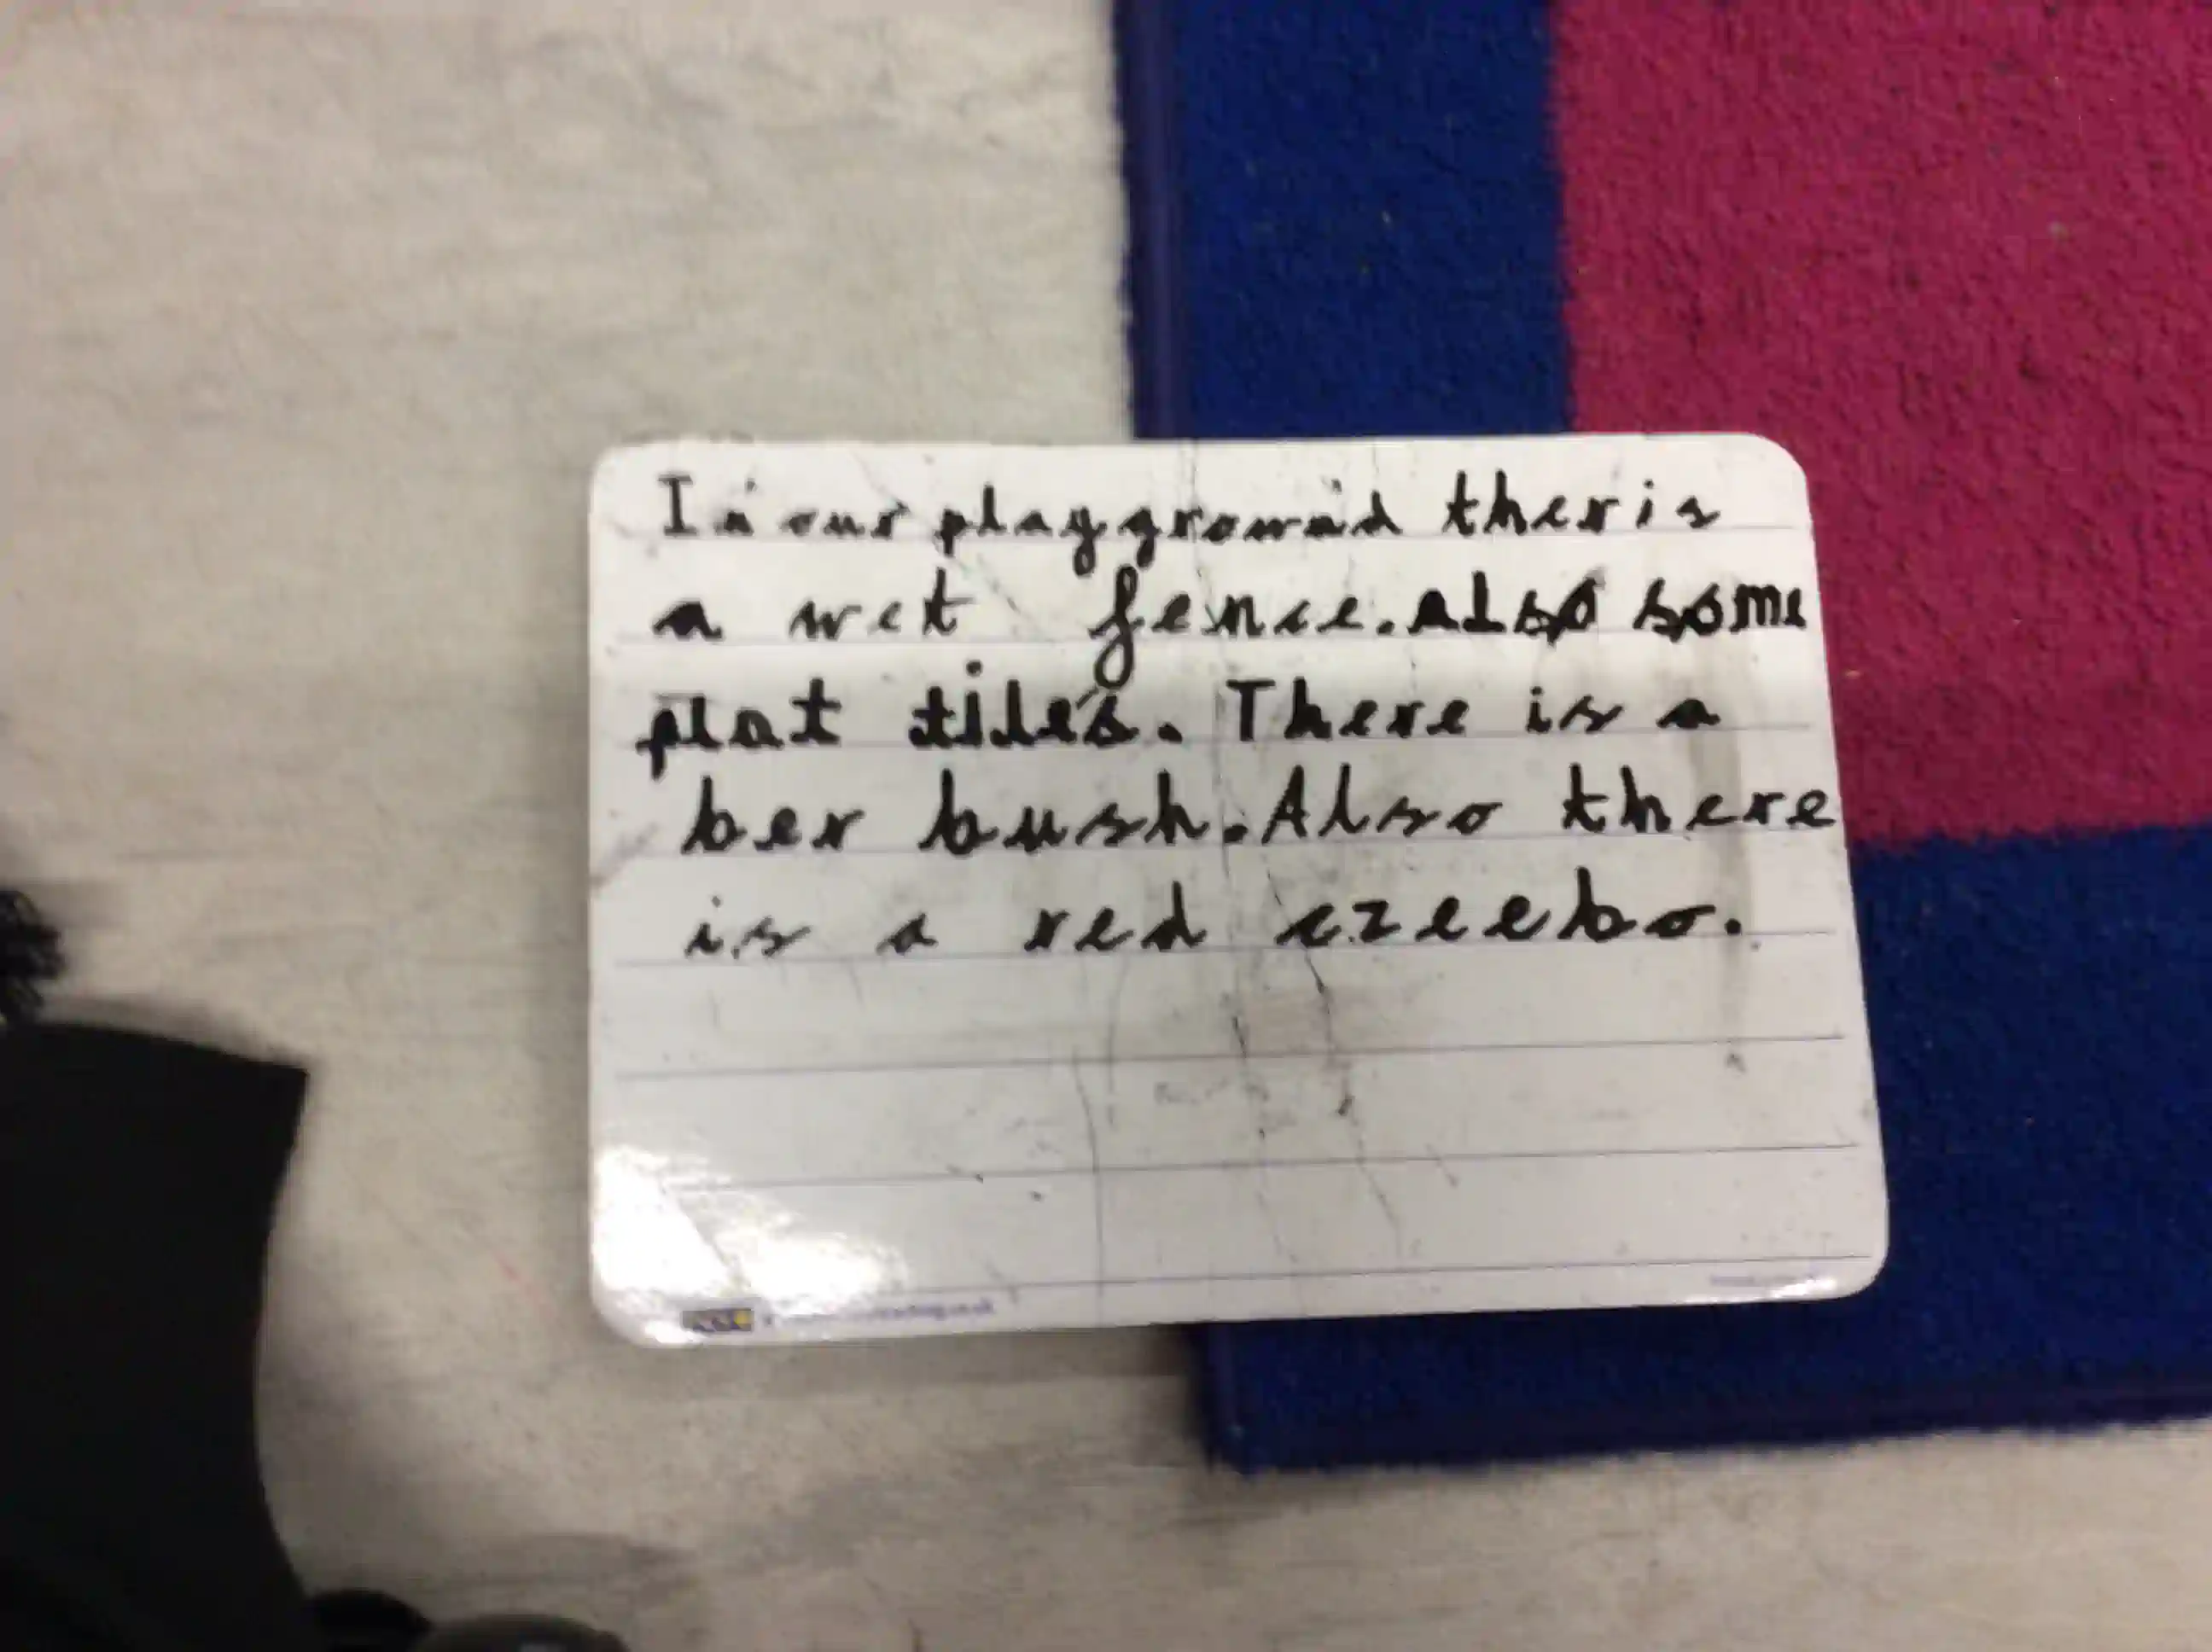 In our playground ther is
a wet fence. also some
plat tiles. There is a
ber bush. Also there
is a red ezeebo.